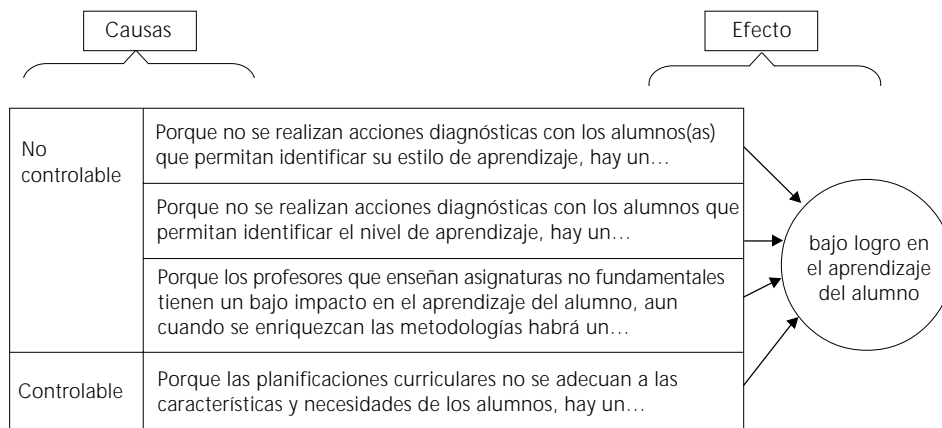 Causas
Efecto
No
controlable
Porque no se realizan acciones diagnósticas con los alumnos(as)
que permitan identificar su estilo de aprendizaje, hay un…
Porque no se realizan acciones diagnósticas con los alumnos que
permitan identificar el nivel de aprendizaje, hay un…
Porque los profesores que enseñan asignaturas no fundamentales
tienen un bajo impacto en el aprendizaje del alumno, aun
cuando se enriquezcan las metodologías habrá un…
Controlable
Porque las planificaciones curriculares no se adecuan a las
características y necesidades de los alumnos, hay un…
bajo logro en
el aprendizaje
del alumno